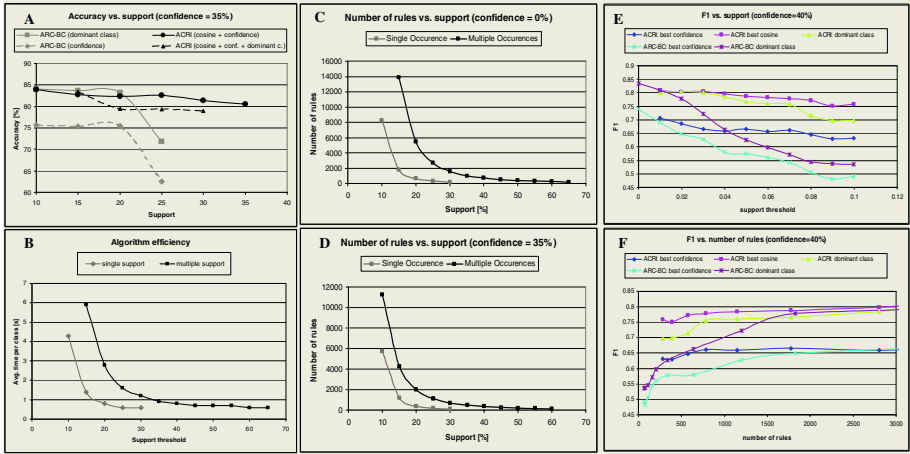 A
Accuracy vs. support (confidence = 35%)
ARC-BC (dominant class)
ACRI (cosine + confidence)
ARC-BC (confidence)
ACRI (cosine + conf. + dominant c.)
Accuracy [%]
90
85
80
75
70
65
60
10 15 20 25 30 35 40
Support
B
Algorithm efficiency
single support
multiple support
Avg. time per class [s]
7
6
5
4
3
2
1
0
0 10 20 30 40 50 60 70
Support threshold
C
Number of rules vs. support (confidence = 0%)
Single Occurence
Multiple Occurences
Number of rules
16000
14000
12000
10000
8000
6000
4000
2000
0
0 10 20 30 40 50 60 70
Support [%]
D
Number of rules vs. support (confidence = 35%)
Single Occurence
Multiple Occurences
Number of rules
12000
10000
8000
6000
4000
2000
0
0 10 20 30 40 50 60 70
Support [%]
E
F1 vs. support (confidence=40%)
ACRI: best confidence
ACRI: best cosine
ACRI: dominant class
ARC-BC: best confidence
ARC-BC: dominant class
F1
0.9
0.85
0.8
0.75
0.7
0.65
0.6
0.55
0.5
0.45
0 0.02 0.04 0.06 0.08 0.1 0.12
support threshold
F
F1 vs. number of rules (confidence=40%)
ACRI: best confidence
ACRI: best cosine
ACRI: dominant class
ARC-BC: best confidence
ARC-BC: dominant class
F1
0.85
0.8
0.75
0.7
0.65
0.6
0.55
0.5
0.45
0 500 1000 1500 2000 2500 3000
number of rules